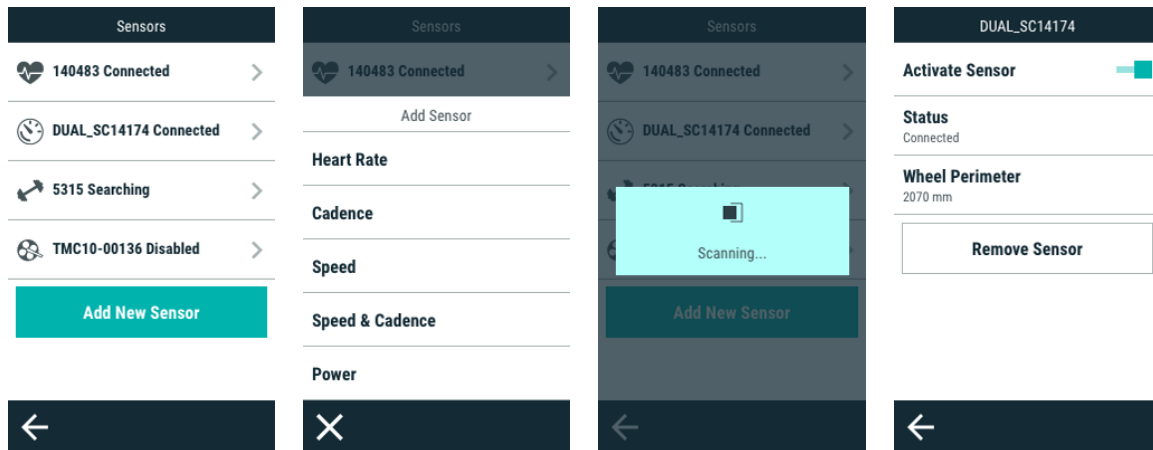 Sensors
140483 Connected
DUAL_SC14174 Connected
5315 Searching
TMC10-00136 Disabled
Add New Sensor
Sensors
140483 Connected
Add Sensor
Heart Rate
Cadence
Speed
Speed & Cadence
Power
Sensors
140483 Connected
DUAL_SC14174 Connected
5315 Searching
Scanning...
Add New Sensor
DUAL_SC14174
Activate Sensor
Status
Connected
Wheel Perimeter
2070 mm
Remove Sensor